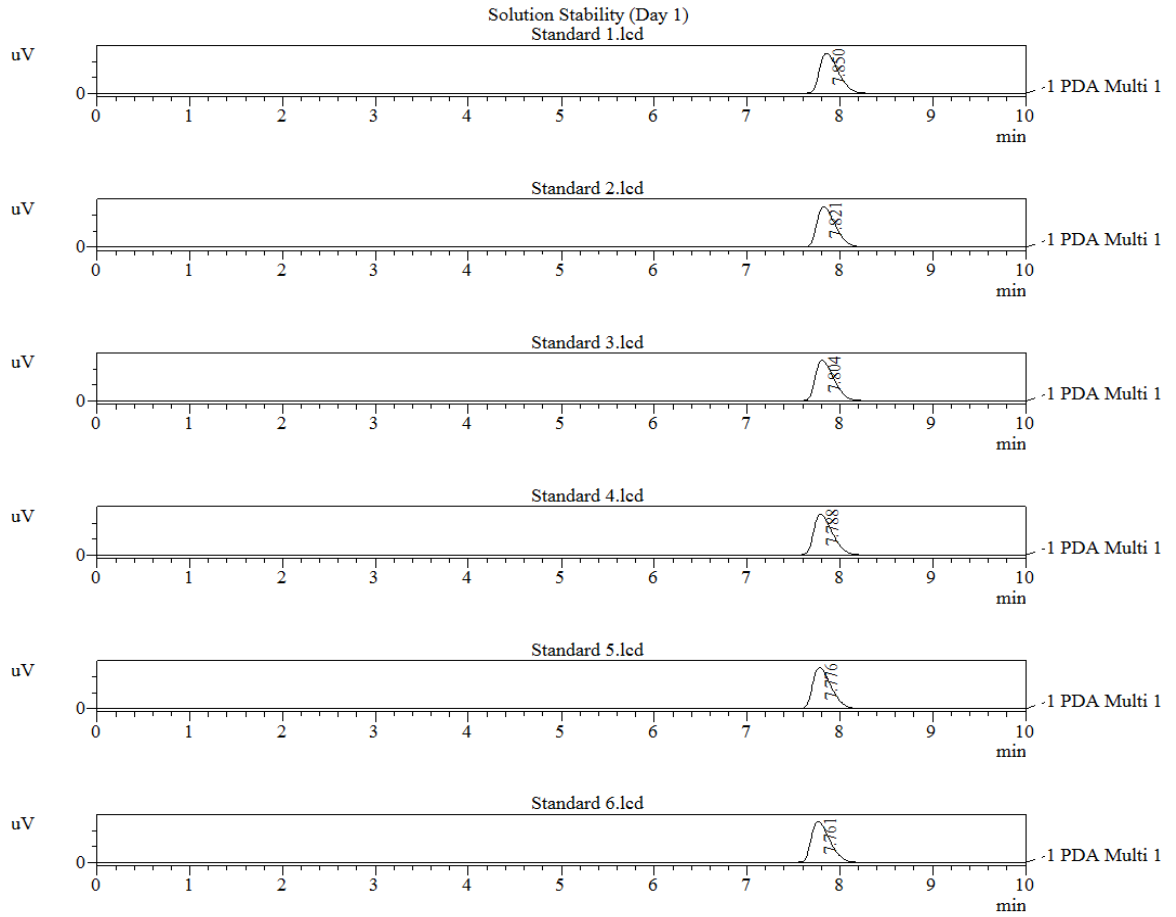 Solution Stability (Day 1)
Standard 1.lcd
uV
7.850
0
-1 PDA Multi 1
0 1 2 3 4 5 6 7 8 9 10
min
Standard 2.lcd
uV
7.821
0
-1 PDA Multi 1
0 1 2 3 4 5 6 7 8 9 10
min
Standard 3.lcd
uV
7.804
0
-1 PDA Multi 1
0 1 2 3 4 5 6 7 8 9 10
min
Standard 4.lcd
uV
7.788
0
-1 PDA Multi 1
0 1 2 3 4 5 6 7 8 9 10
min
Standard 5.lcd
uV
7.776
0
-1 PDA Multi 1
0 1 2 3 4 5 6 7 8 9 10
min
Standard 6.lcd
uV
7.761
0
-1 PDA Multi 1
0 1 2 3 4 5 6 7 8 9 10
min